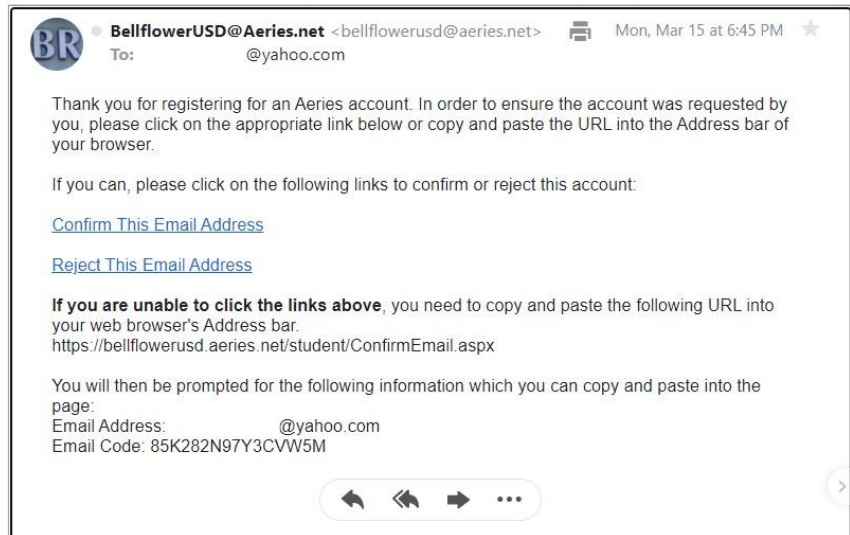 BR
BellflowerUSD@Aeries.net <bellflowerusd@aeries.net> Mon, Mar 15 at 6:45 PM
To: @yahoo.com
Thank you for registering for an Aeries account. In order to ensure the account was requested by
you, please click on the appropriate link below or copy and paste the URL into the Address bar of
your browser.
If you can, please click on the following links to confirm or reject this account:
Confirm This Email Address
Reject This Email Address
If you are unable to click the links above, you need to copy and paste the following URL into
your web browser's Address bar.
https://bellflowerusd.aeries.net/student/ConfirmEmail.aspx
You will then be prompted for the following information which you can copy and paste into the
page:
Email Address: @yahoo.com
Email Code: 85K282N97Y3CVW5M